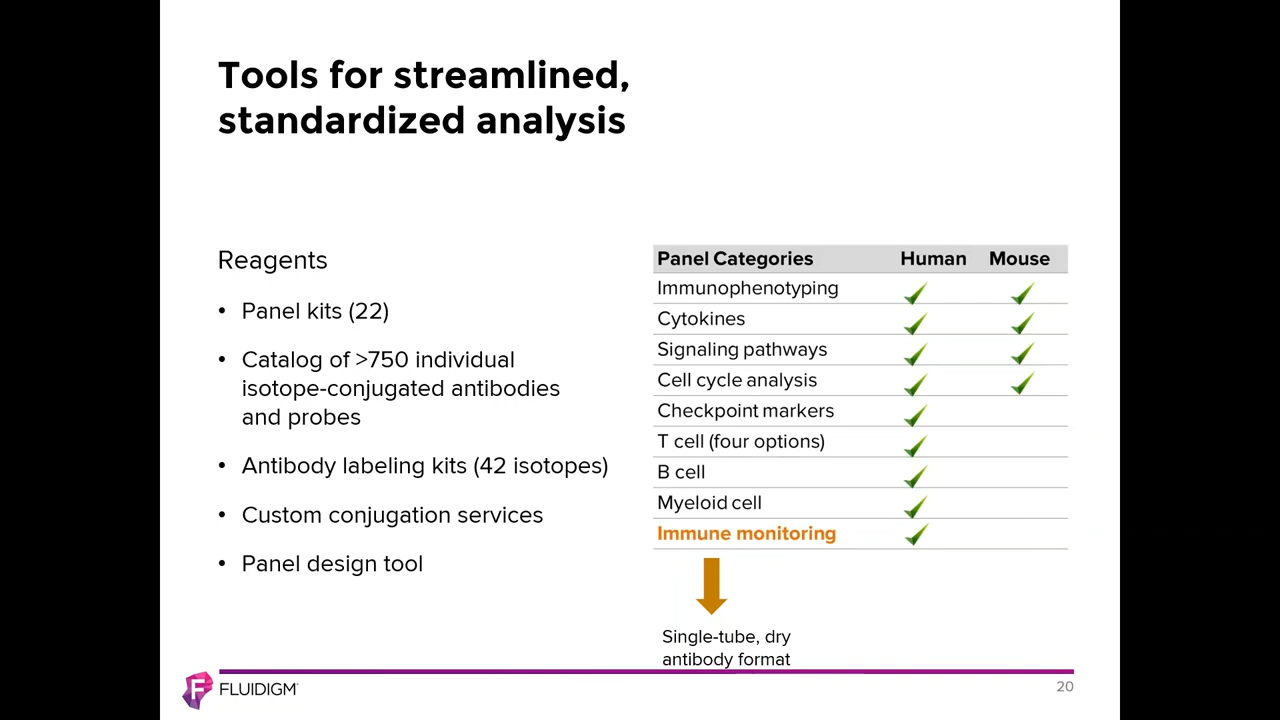 Tools for streamlined,
standardized analysis
Reagents
• Panel kits (22)
• Catalog of >750 individual
isotope-conjugated antibodies
and probes
• Antibody labeling kits (42 isotopes)
• Custom conjugation services
• Panel design tool
Panel Categories Human Mouse
Immunophenotyping
Cytokines
Signaling pathways
Cell cycle analysis
Checkpoint markers
T cell (four options)
B cell
Myeloid cell
Immune monitoring
Single-tube, dry
antibody format
FLUIDIGM
20